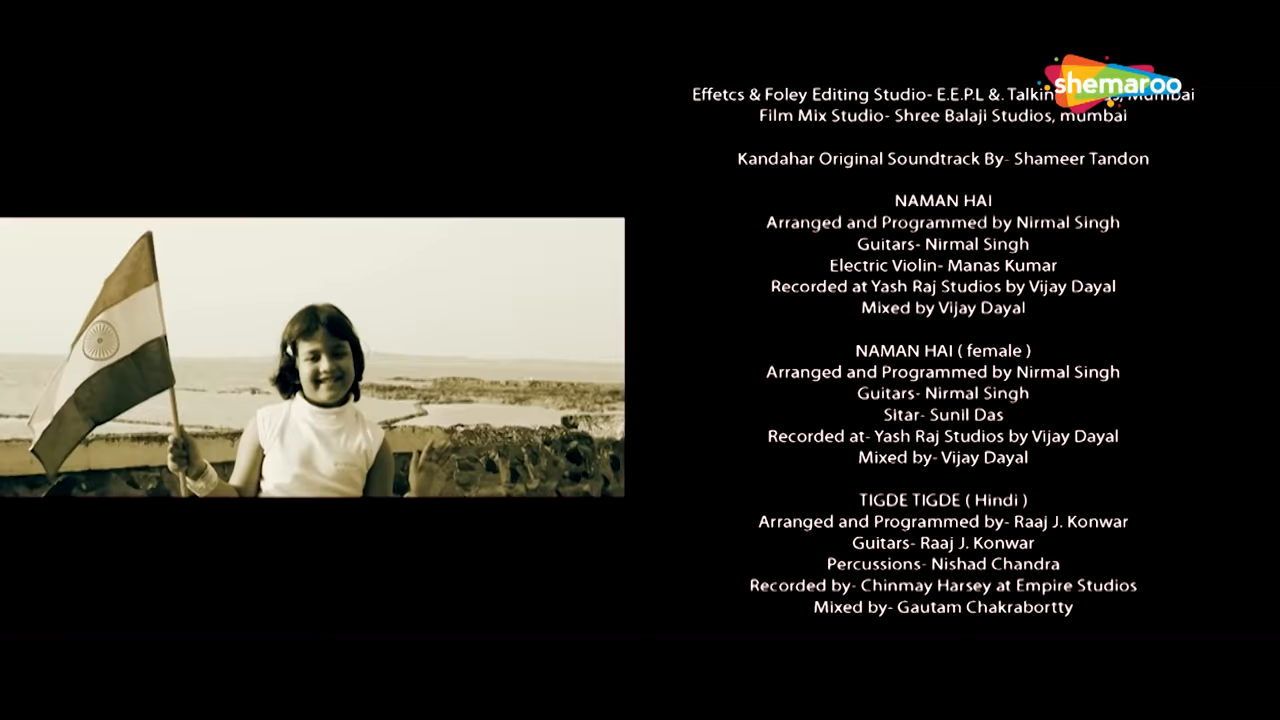 shemaroo
Effetcs & Foley Editing Studio- E.E.P.L &. Mumbai
Film Mix Studio- Shree Balaji Studios, mumbai
Kandahar Original Soundtrack By- Shameer Tandon
NAMAN HAI
Arranged and Programmed by Nirmal Singh
Guitars- Nirmal Singh
Electric Violin- Manas Kumar
Recorded at Yash Raj Studios by Vijay Dayal
Mixed by Vijay Dayal
NAMAN HAI ( female )
Arranged and Programmed by Nirmal Singh
Guitars- Nirmal Singh
Sitar- Sunil Das
Recorded at- Yash Raj Studios by Vijay Dayal
Mixed by- Vijay Dayal
TIGDE TIGDE ( Hindi )
Arranged and Programmed by- Raaj J. Konwar
Guitars- Raaj J. Konwar
Percussions- Nishad Chandra
Recorded by- Chinmay Harsey at Empire Studios
Mixed by- Gautam Chakrabortty